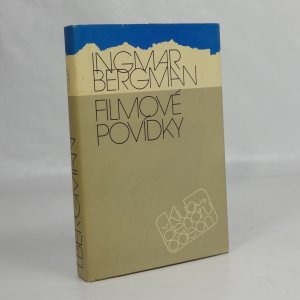 INGMAR
BERGMAN
FILMOVÉ
POVÍDKY
I. BERGMAN